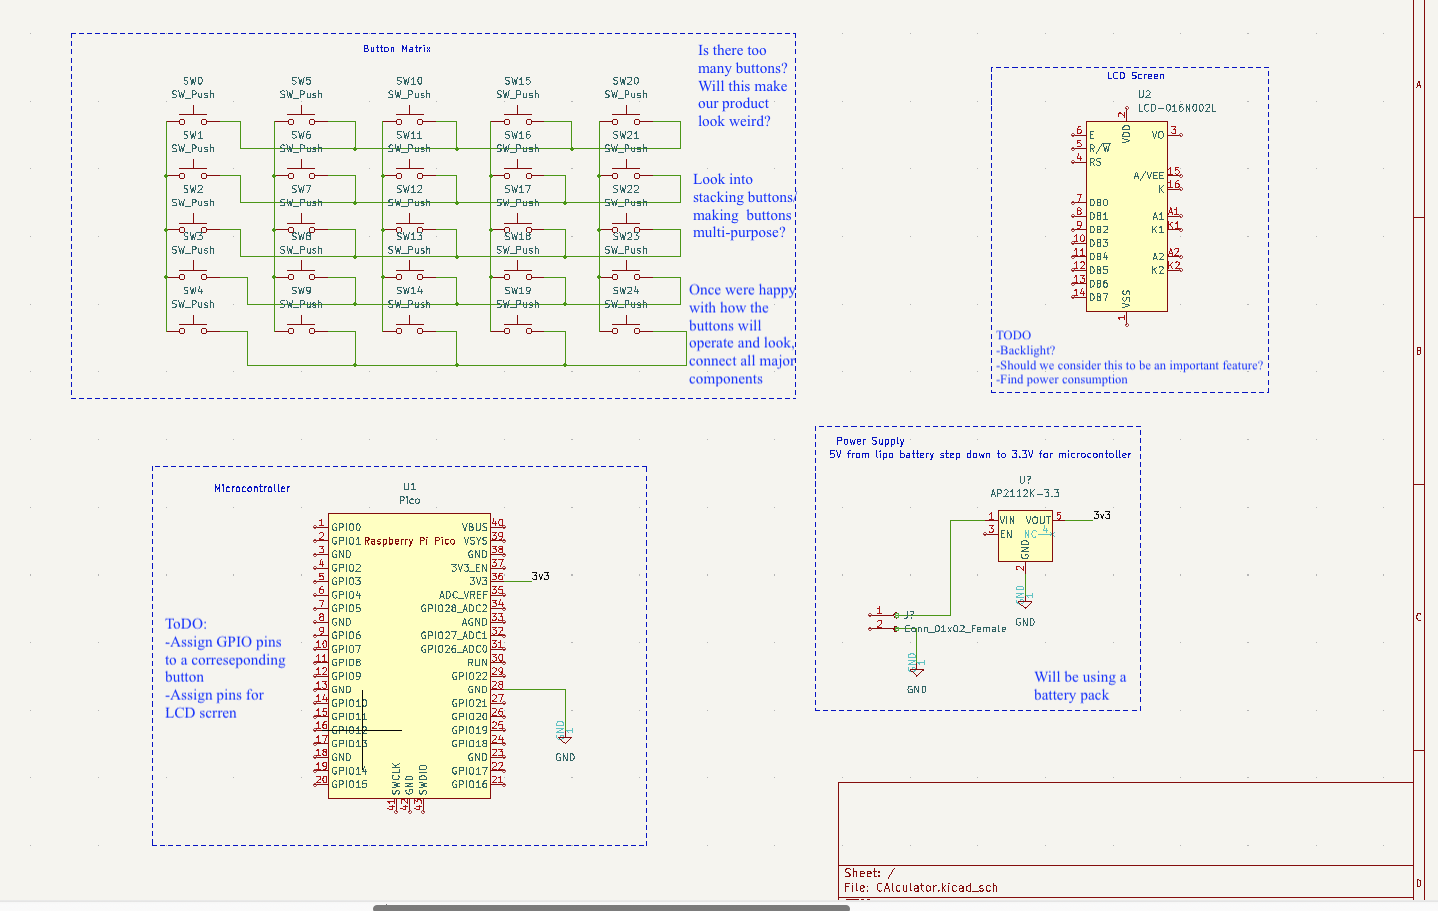 Button Matrix
SW0 SW5 SW10 SW15 SW20
SW_Push SW_Push SW_Push SW_Push SW_Push
SW1 SW6 SW11 SW16 SW21
SW_Push SW_Push SW_Push SW_Push SW_Push
SW2 SW7 SW12 SW17 SW22
SW_Push SW_Push SW_Push SW_Push SW_Push
SW3 SW8 SW13 SW18 SW23
SW_Push SW_Push SW_Push SW_Push SW_Push
SW4 SW9 SW14 SW19 SW24
SW_Push SW_Push SW_Push SW_Push SW_Push
Is there too
many buttons?
Will this make
our product
look weird?
Look into
stacking buttons/
making buttons
multi-purpose?
Once were happy
with how the
buttons will
operate and look,
connect all major
components
LCD Screen
U2
LCD-016N002L
2
VDD
6 E VO 3
5 R/W
4 RS
A/VEE 15
K 16
7 DB0
8 DB1 A1 A1
9 DB2 K1 K1
10 DB3
11 DB4 A2 A2
12 DB5 K2 K2
13 DB6
14 DB7
VSS
1
TODO
-Backlight?
-Should we consider this to be an important feature?
-Find power consumption
A
B
C
D
Microcontroller
U1
Pico
Raspberry Pi Pico
1 GPIO0 VBUS 40
2 GPIO1 VSYS 39
3 GND GND 38
4 GPIO2 3V3_EN 37
5 GPIO3 3V3 36 3v3
6 GPIO4 ADC_VREF 35
7 GPIO5 GPIO28_ADC2 34
8 GND AGND 33
9 GPIO6 GPIO27_ADC1 32
10 GPIO7 GPIO26_ADC0 31
11 GPIO8 RUN 30
12 GPIO9 GPIO22 29
13 GND GND 28
14 GPIO10 GPIO21 27
15 GPIO11 GPIO20 26
16 GPIO12 GPIO19 25
17 GPIO13 GPIO18 24
18 GND GND 23
19 GPIO14 GPIO17 22
20 GPIO15 GPIO16 21
SWCLK GND SWDIO
41 42 43
GND 1
GND
ToDO:
-Assign GPIO pins
to a correseponding
button
-Assign pins for
LCD scrren
Power Supply
5V from lipo battery step down to 3.3V for microcontoller
U?
AP2112K-3.3
1 VIN VOUT 5 3v3
3 EN NC 4
GND
2
GND 1
GND
1 J?
2 Conn_01x02_Female
GND 1
GND
Will be using a
battery pack
Sheet: /
File: CAlculator.kicad_sch